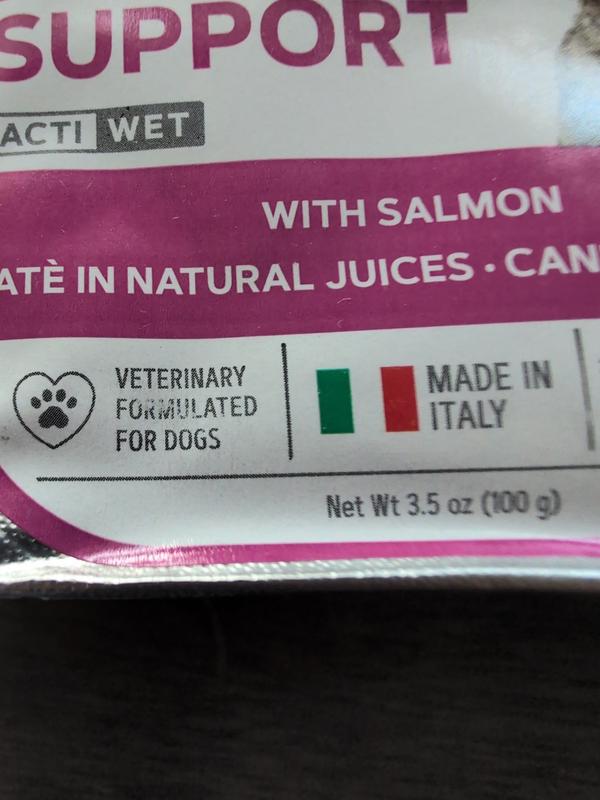 SUPPORT
ACTI WET
WITH SALMON
ATÈ IN NATURAL JUICES • CAN
VETERINARY
FORMULATED
FOR DOGS
MADE IN
ITALY
Net Wt 3.5 oz (100 g)